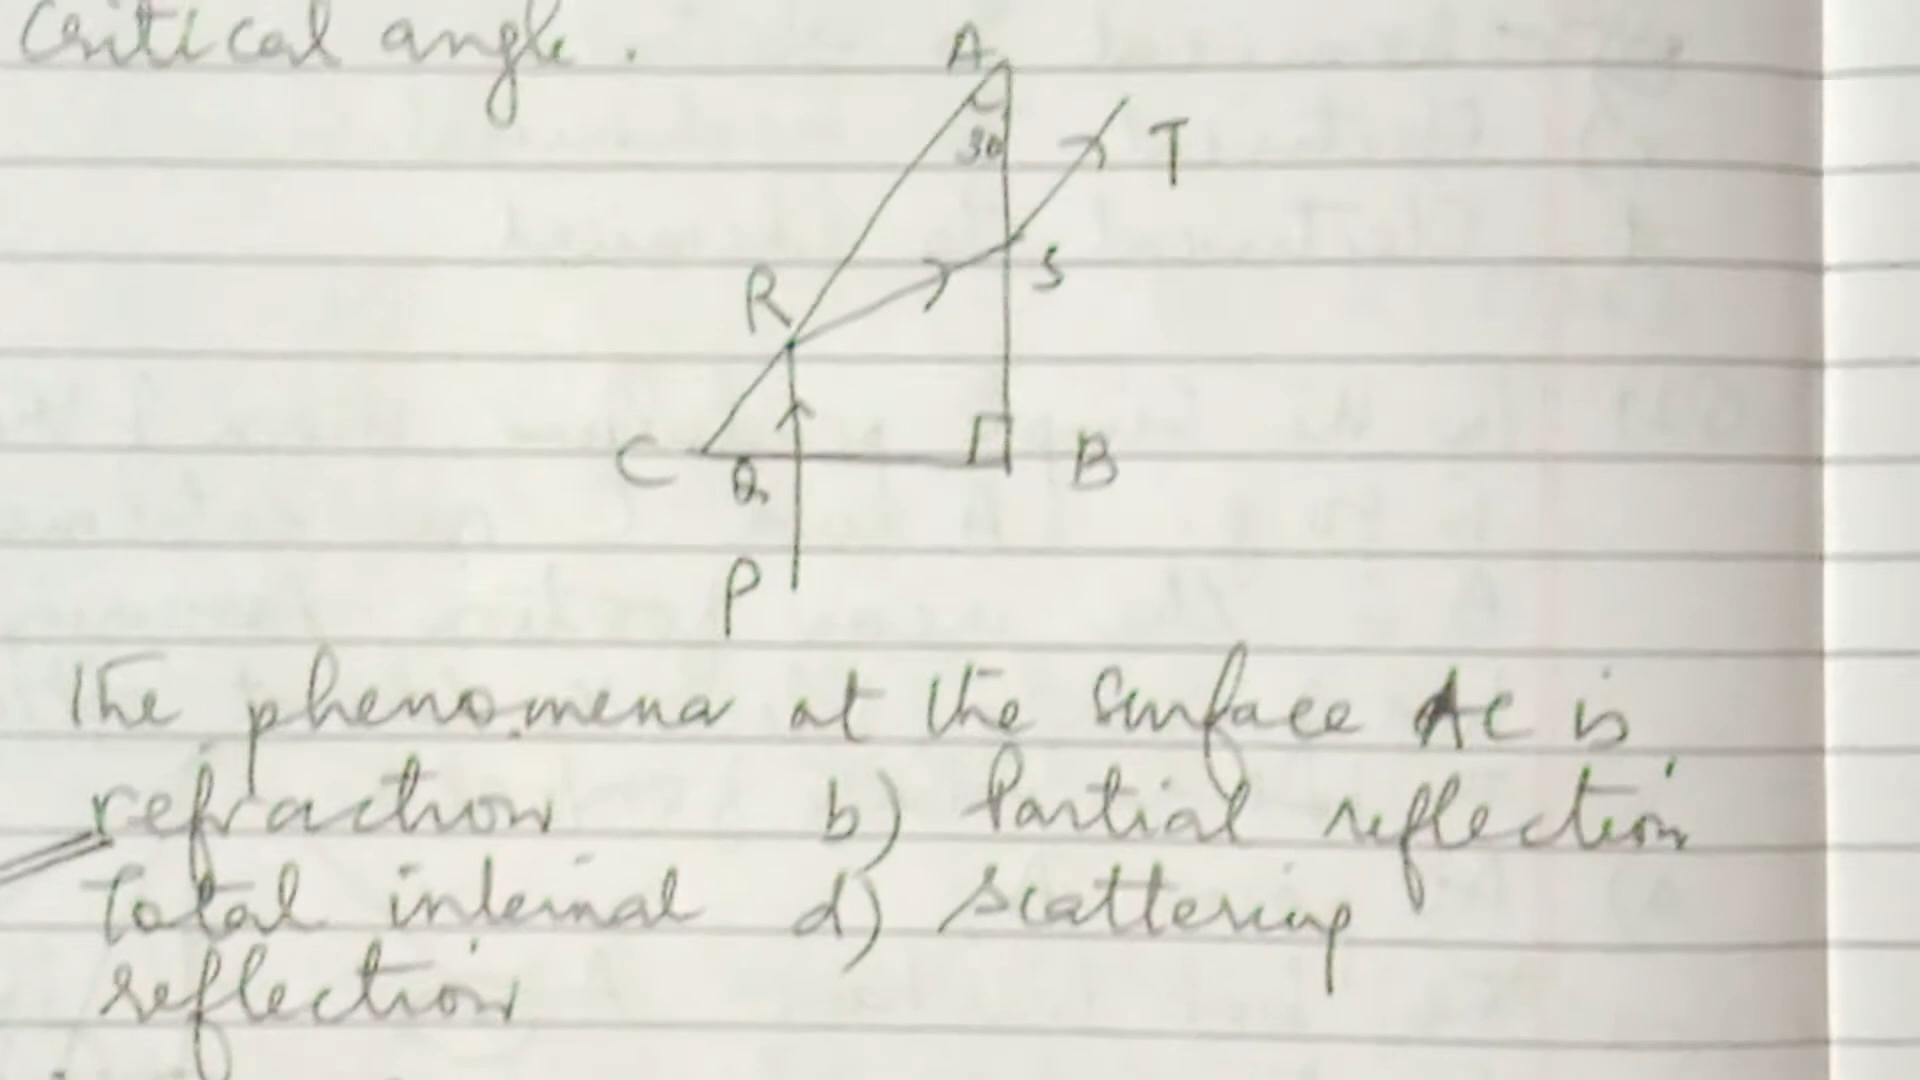 Critical angle.
A
30
T
R
S
C
Q
B
P
The phenomena at the surface AC is
refraction b) Partial reflection
Total internal d) Scattering
reflection